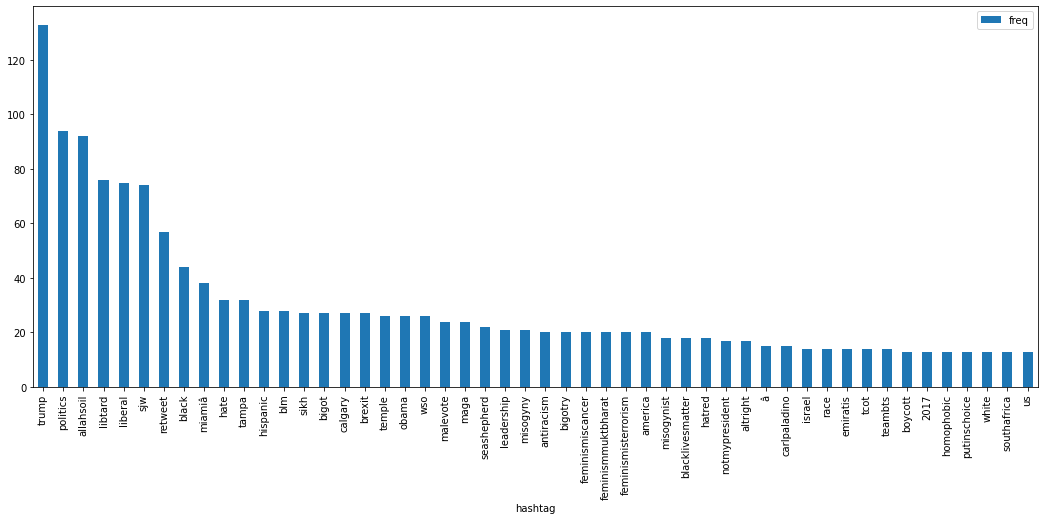 freq
120
100
80
60
40
20
0
trump
politics
allahsoil
libtard
liberal
sjw
retweet
black
miamiâ
hate
tampa
hispanic
blm
sikh
bigot
calgary
brexit
temple
obama
wso
malevote
maga
seashepherd
leadership
misogyny
antiracism
bigotry
feminismiscancer
feminismmuktbharat
feminismisterrorism
america
misogynist
blacklivesmatter
hatred
notmypresident
altright
â
carlpaladino
israel
race
emiratis
tcot
teambts
boycott
2017
homophobic
putinschoice
white
southafrica
us
hashtag